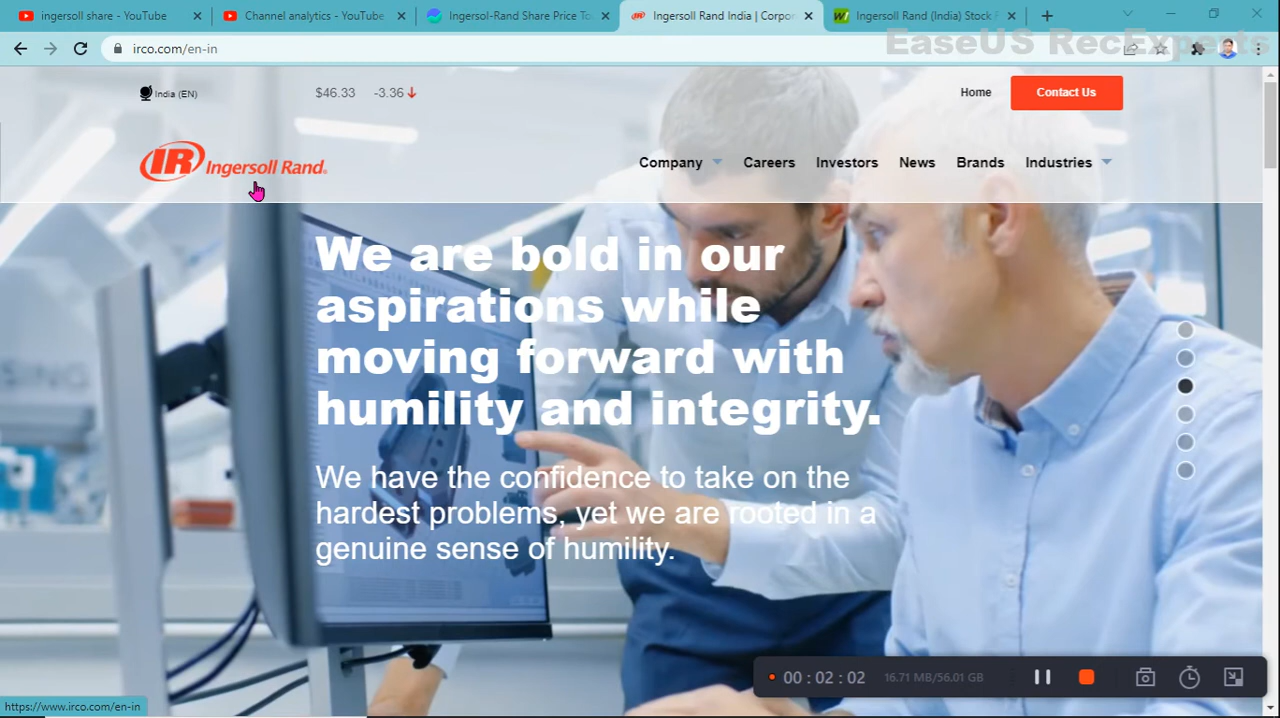 ingersoll share - YouTube
Channel analytics - YouTube
Ingersol-Rand Share Price To
Ingersoll Rand India | Corpor
Ingersoll Rand (India) Stock
irco.com/en-in
EaseUS RecExperts
India (EN)
$46.33 -3.36
Home
Contact Us
IR Ingersoll Rand
Company
Careers
Investors
News
Brands
Industries
We are bold in our
aspirations while
moving forward with
humility and integrity.
We have the confidence to take on the
hardest problems, yet we are rooted in a
genuine sense of humility.
00:02:02
16.71 MB/56.01 GB
https://www.irco.com/en-in